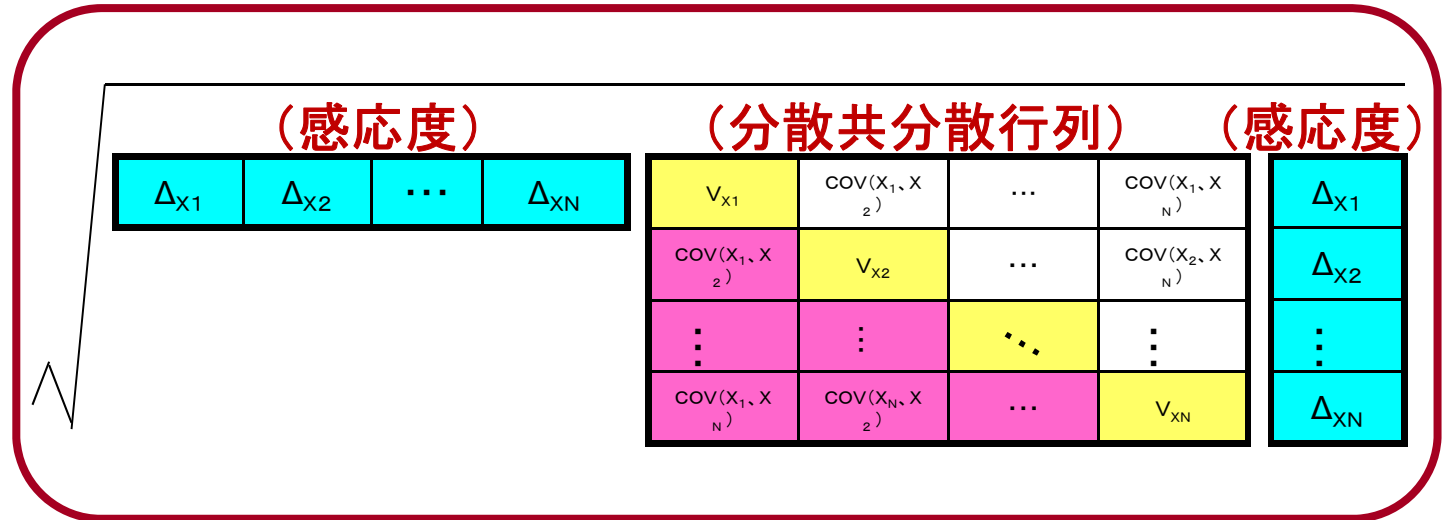 （感応度） （分散共分散行列） （感応度）
ΔX1 ΔX2 ･･･ ΔXN
VX1 COV(X1、X2) ･･･ COV(X1、XN) ΔX1
COV(X1、X2) VX2 ･･･ COV(X2、XN) ΔX2
⋮ ⋮ ⋱ ⋮ ⋮
COV(X1、XN) COV(XN、X2) ･･･ VXN ΔXN